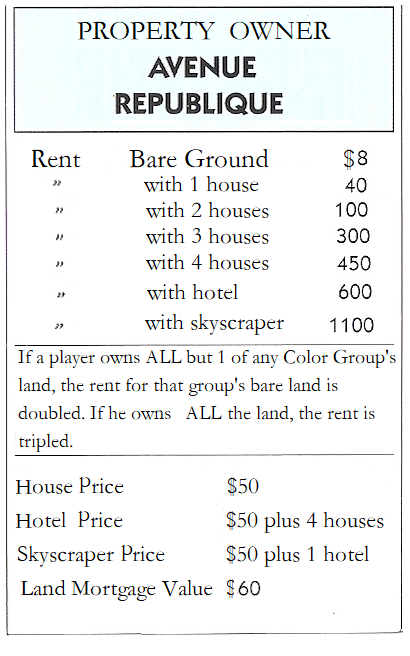 PROPERTY OWNER
AVENUE
REPUBLIQUE
Rent Bare Ground $8
” with 1 house 40
” with 2 houses 100
” with 3 houses 300
” with 4 houses 450
” with hotel 600
” with skyscraper 1100
If a player owns ALL but 1 of any Color Group's
land, the rent for that group's bare land is
doubled. If he owns ALL the land, the rent is
tripled.
House Price $50
Hotel Price $50 plus 4 houses
Skyscraper Price $50 plus 1 hotel
Land Mortgage Value $60